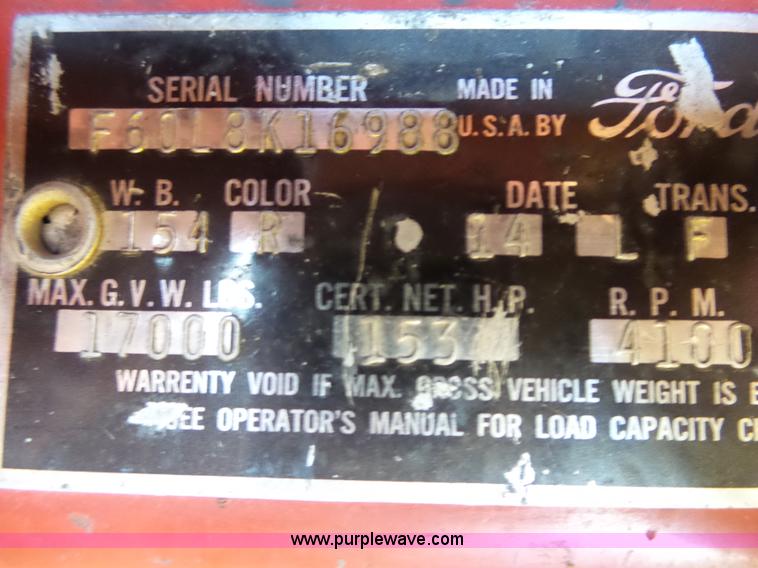 SERIAL NUMBER MADE IN Ford
F60L8K16988 U.S.A. BY
W. B. COLOR DATE TRANS.
154 R 14 L F
MAX. G. V. W. LBS. CERT. NET. H. P. R. P. M.
17000 153 4100
WARRENTY VOID IF MAX. GROSS VEHICLE WEIGHT IS
SEE OPERATOR'S MANUAL FOR LOAD CAPACITY
www.purplewave.com